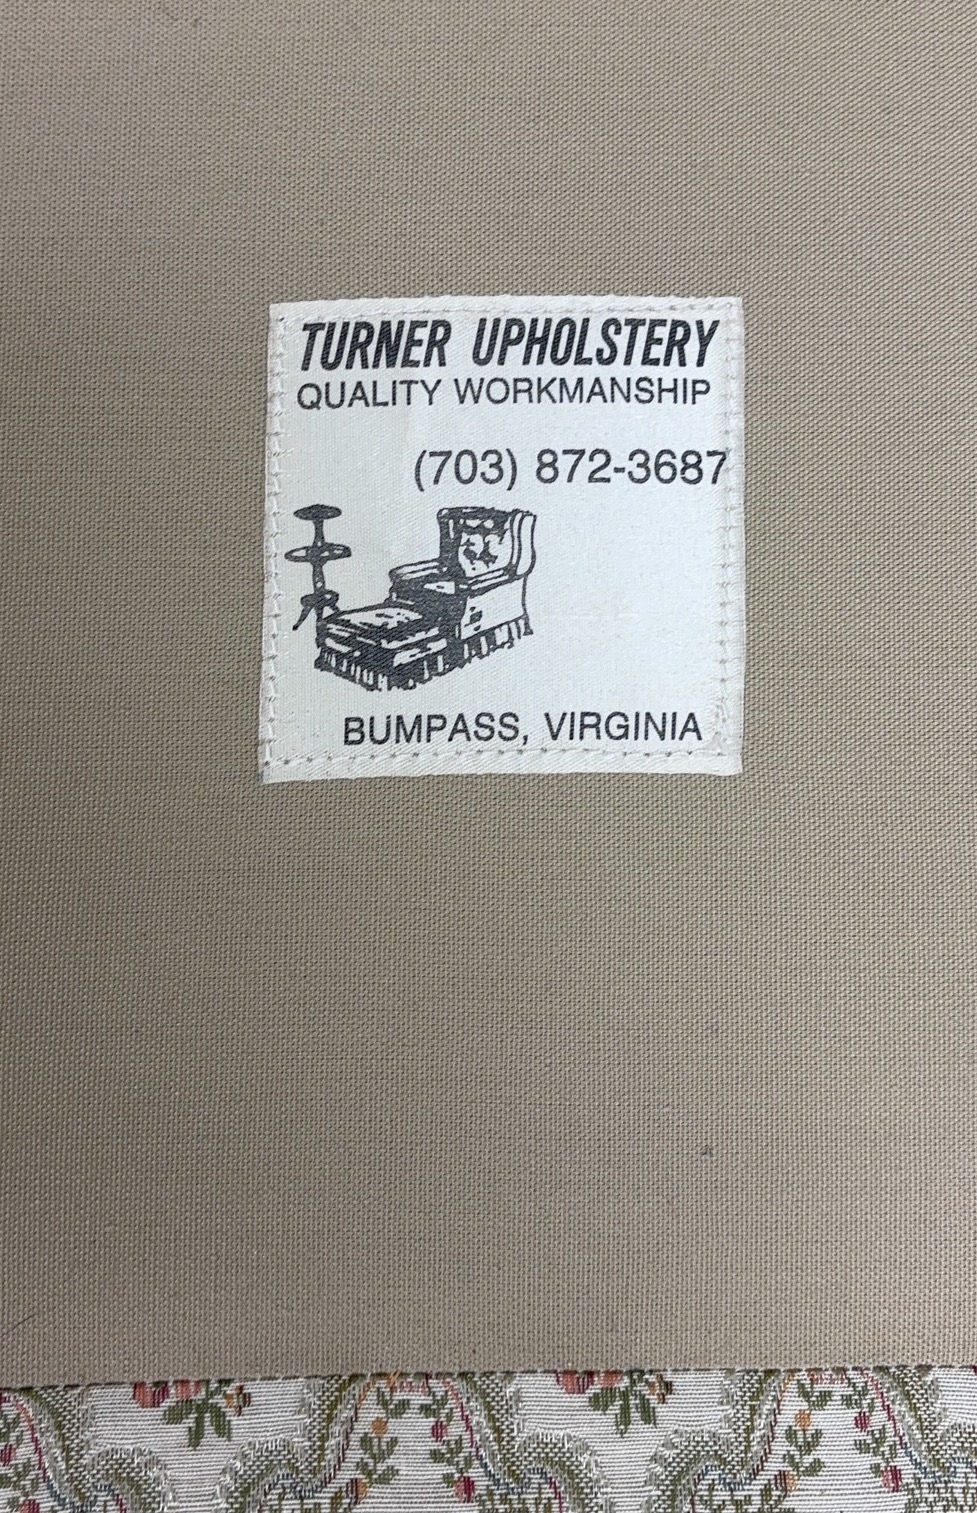 TURNER UPHOLSTERY
QUALITY WORKMANSHIP
(703) 872-3687
BUMPASS, VIRGINIA